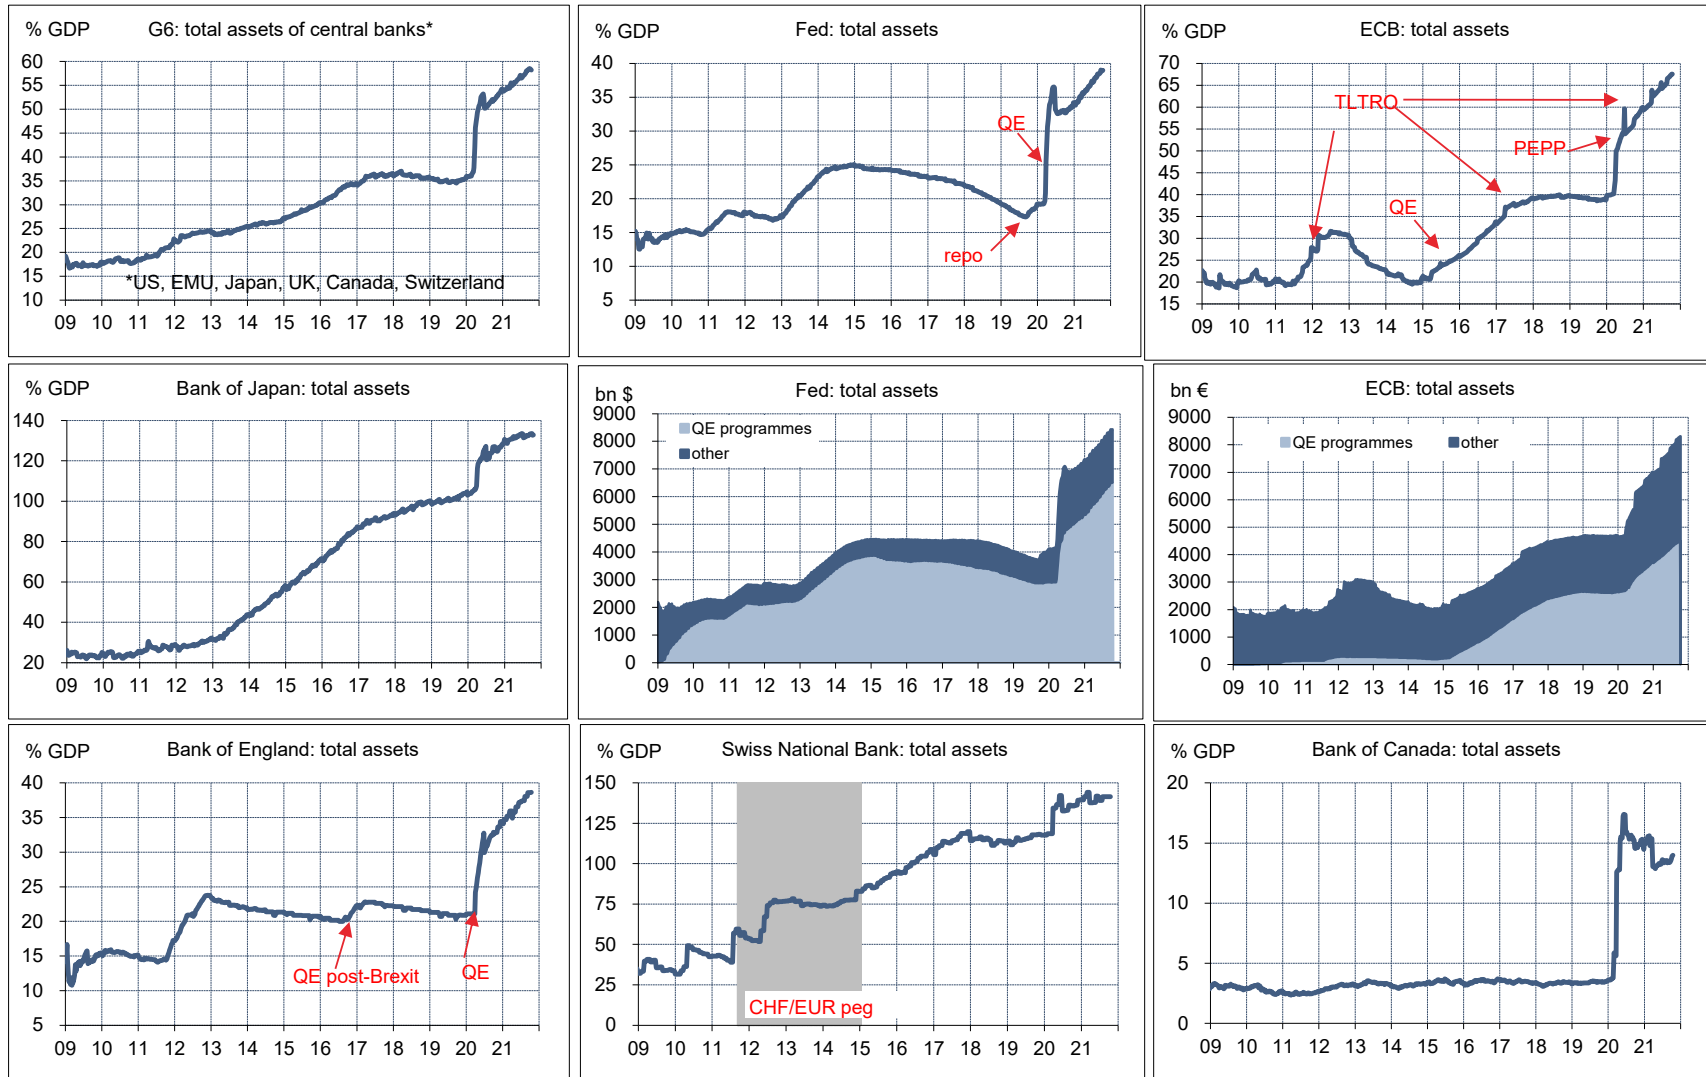 % GDP G6: total assets of central banks*
60
55
50
45
40
35
30
25
20
15
10
*US, EMU, Japan, UK, Canada, Switzerland
09 10 11 12 13 14 15 16 17 18 19 20 21
% GDP Fed: total assets
40
35
30
25
20
15
10
5
QE
repo
09 10 11 12 13 14 15 16 17 18 19 20 21
% GDP ECB: total assets
70
65
60
55
50
45
40
35
30
25
20
15
TLTRO
PEPP
QE
09 10 11 12 13 14 15 16 17 18 19 20 21
% GDP Bank of Japan: total assets
140
120
100
80
60
40
20
09 10 11 12 13 14 15 16 17 18 19 20 21
bn $ Fed: total assets
9000
8000
7000
6000
5000
4000
3000
2000
1000
0
QE programmes
other
09 10 11 12 13 14 15 16 17 18 19 20 21
bn € ECB: total assets
9000
8000
7000
6000
5000
4000
3000
2000
1000
0
QE programmes other
09 10 11 12 13 14 15 16 17 18 19 20 21
% GDP Bank of England: total assets
40
35
30
25
20
15
10
5
QE post-Brexit
QE
09 10 11 12 13 14 15 16 17 18 19 20 21
% GDP Swiss National Bank: total assets
150
125
100
75
50
25
0
CHF/EUR peg
09 10 11 12 13 14 15 16 17 18 19 20 21
% GDP Bank of Canada: total assets
20
15
10
5
0
09 10 11 12 13 14 15 16 17 18 19 20 21